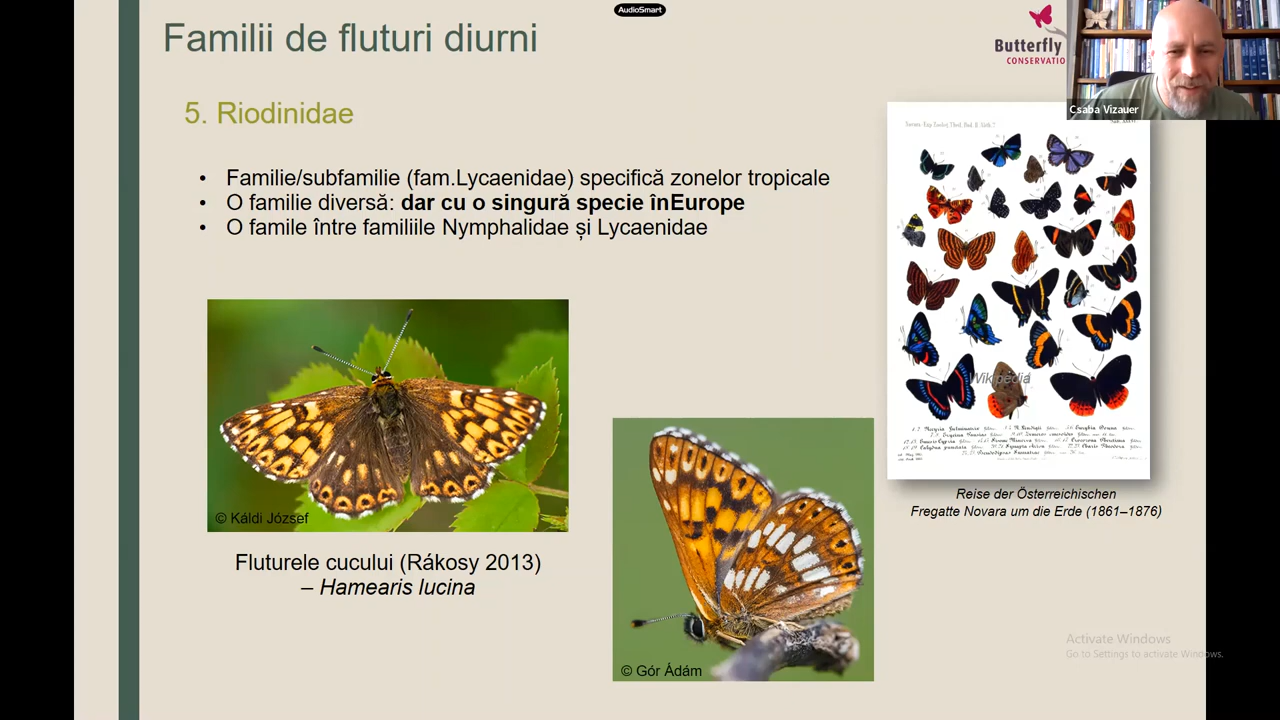 AudioSmart
Familii de fluturi diurni
Butterfly
CONSERVATIO
Csaba Vizauer
5. Riodinidae
• Familie/subfamilie (fam.Lycaenidae) specifică zonelor tropicale
• O familie diversă: dar cu o singură specie înEurope
• O famile între familiile Nymphalidae și Lycaenidae
Wikipedia
Reise der Österreichischen
Fregatte Novara um die Erde (1861–1876)
© Káldi József
Fluturele cucului (Rákosy 2013)
– Hamearis lucina
© Gór Ádám
Activate Windows
Go to Settings to activate Windows.